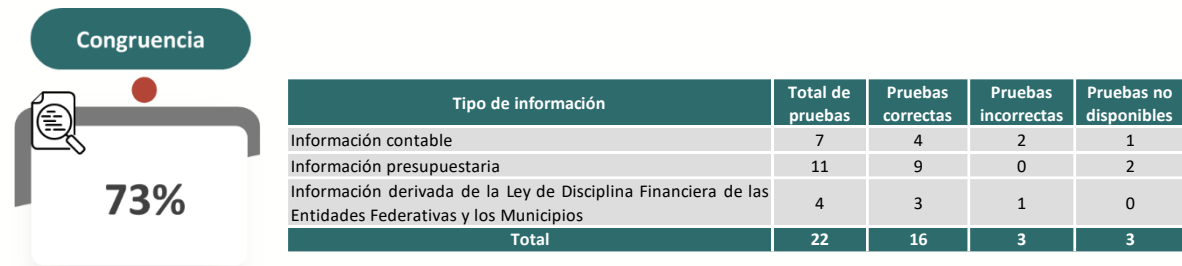 Congruencia
73%
Tipo de información
Total de
pruebas
Pruebas
correctas
Pruebas
incorrectas
Pruebas no
disponibles
Información contable 7 4 2 1
Información presupuestaria 11 9 0 2
Información derivada de la Ley de Disciplina Financiera de las
Entidades Federativas y los Municipios
4 3 1 0
Total 22 16 3 3